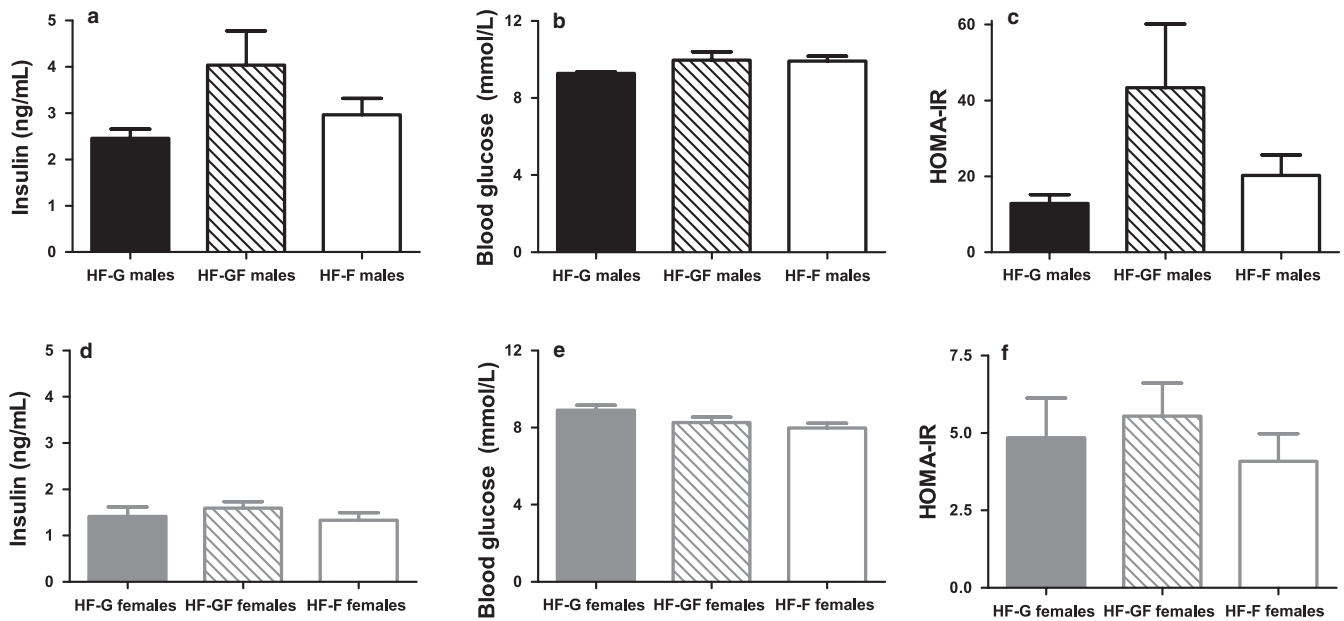 a
Insulin (ng/mL)
5
4
3
2
1
0
HF-G males HF-GF males HF-F males
b
Blood glucose (mmol/L)
12
8
4
0
HF-G males HF-GF males HF-F males
c
HOMA-IR
60
40
20
0
HF-G males HF-GF males HF-F males
d
Insulin (ng/mL)
5
4
3
2
1
0
HF-G females HF-GF females HF-F females
e
Blood glucose (mmol/L)
12
8
4
0
HF-G females HF-GF females HF-F females
f
HOMA-IR
7.5
5.0
2.5
0.0
HF-G females HF-GF females HF-F females